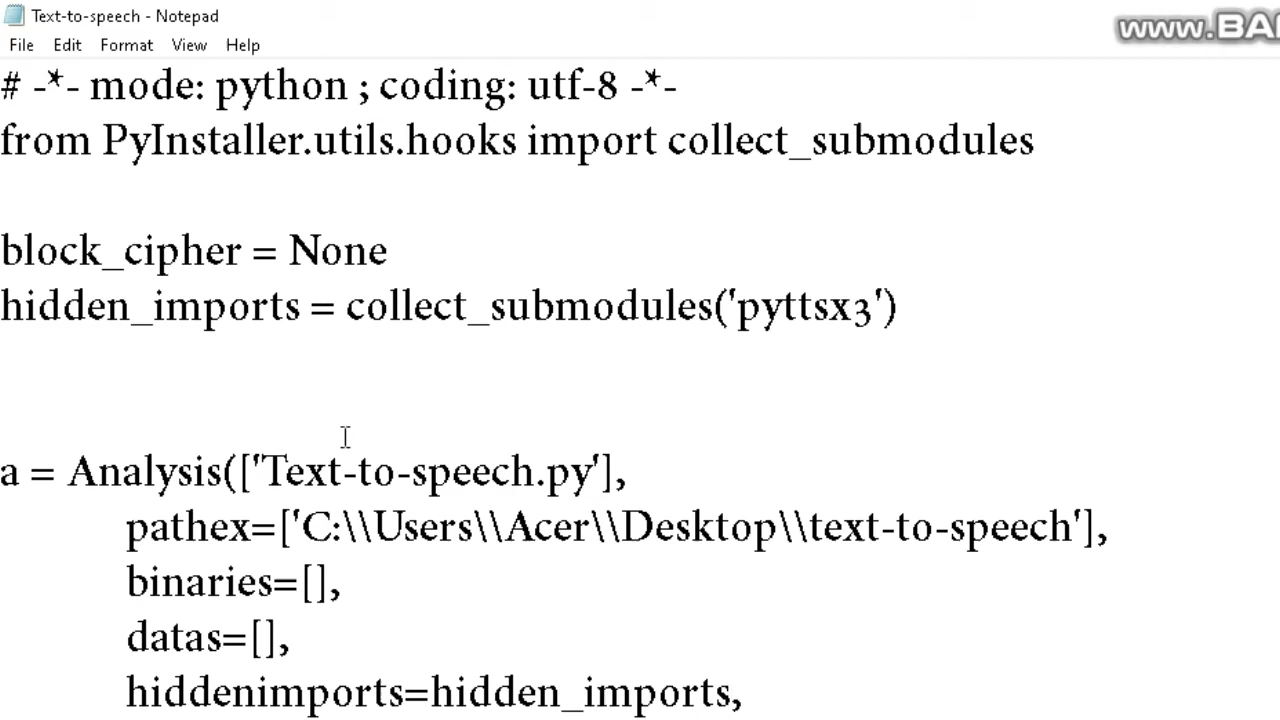 Text-to-speech - Notepad
File Edit Format View Help
# -*- mode: python ; coding: utf-8 -*-
from PyInstaller.utils.hooks import collect_submodules
block_cipher = None
hidden_imports = collect_submodules('pyttsx3')
a = Analysis(['Text-to-speech.py'],
pathex=['C:\\Users\\Acer\\Desktop\\text-to-speech'],
binaries=[],
datas=[],
hiddenimports=hidden_imports,